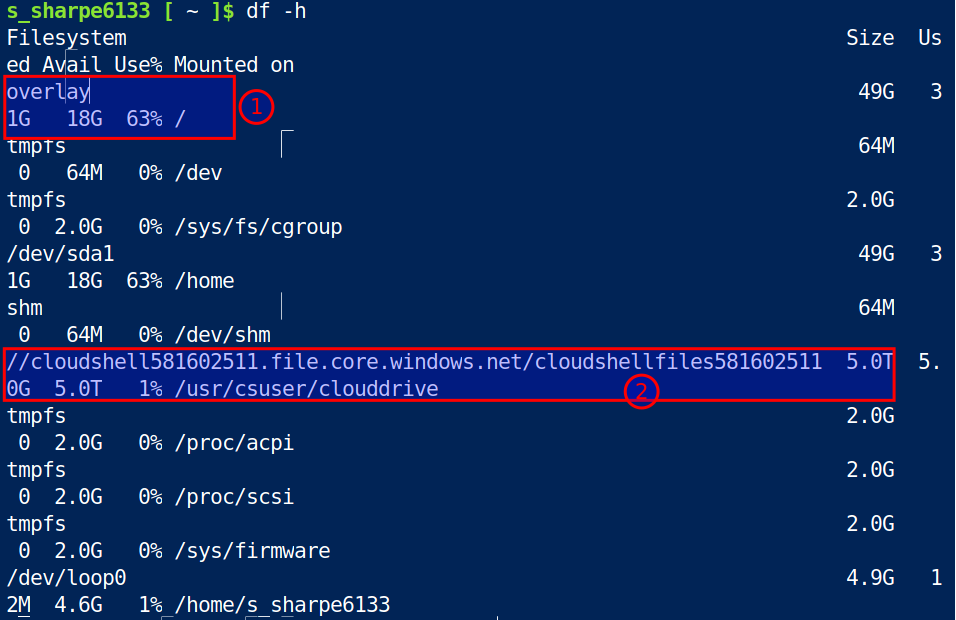 s_sharpe6133 [ ~ ]$ df -h
Filesystem Size Us
ed Avail Use% Mounted on
overlay 49G 3
1G 18G 63% /
1
tmpfs 64M
0 64M 0% /dev
tmpfs 2.0G
0 2.0G 0% /sys/fs/cgroup
/dev/sda1 49G 3
1G 18G 63% /home
shm 64M
0 64M 0% /dev/shm
//cloudshell581602511.file.core.windows.net/cloudshellfiles581602511 5.0T 5.
0G 5.0T 1% /usr/csuser/clouddrive
2
tmpfs 2.0G
0 2.0G 0% /proc/acpi
tmpfs 2.0G
0 2.0G 0% /proc/scsi
tmpfs 2.0G
0 2.0G 0% /sys/firmware
/dev/loop0 4.9G 1
2M 4.6G 1% /home/s_sharpe6133